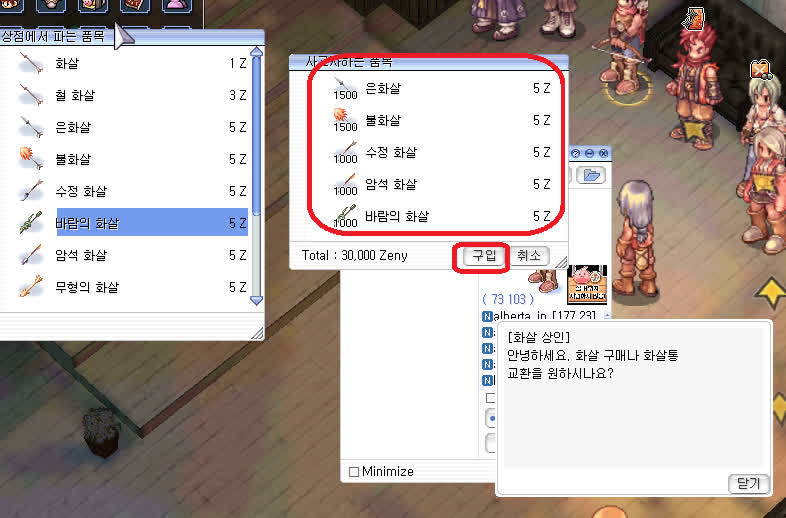 상점에서 파는 품목
화살 1 Z
철 화살 3 Z
은화살 5 Z
불화살 5 Z
수정 화살 5 Z
바람의 화살 5 Z
암석 화살 5 Z
무형의 화살 5 Z
사고자하는 품목
1500 은화살 5 Z
1500 불화살 5 Z
1000 수정 화살 5 Z
1000 암석 화살 5 Z
1000 바람의 화살 5 Z
Total : 30,000 Zeny
구입 취소
( 73 103 )
N alberta_in [177,23]
N
N
N
N
Minimize
[화살 상인]
안녕하세요. 화살 구매나 화살통
교환을 원하시나요?
닫기